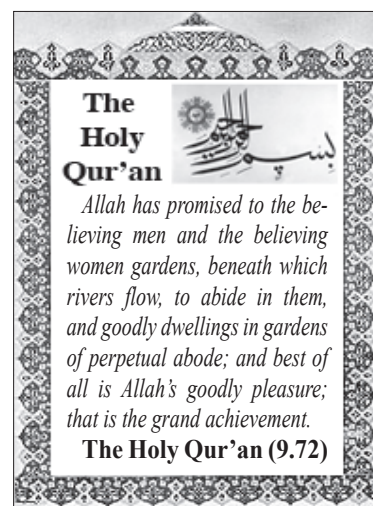 The
Holy
Qur’an
بسم الله الرحمن الرحيم
Allah has promised to the be-
lieving men and the believing
women gardens, beneath which
rivers flow, to abide in them,
and goodly dwellings in gardens
of perpetual abode; and best of
all is Allah’s goodly pleasure;
that is the grand achievement.
The Holy Qur’an (9.72)